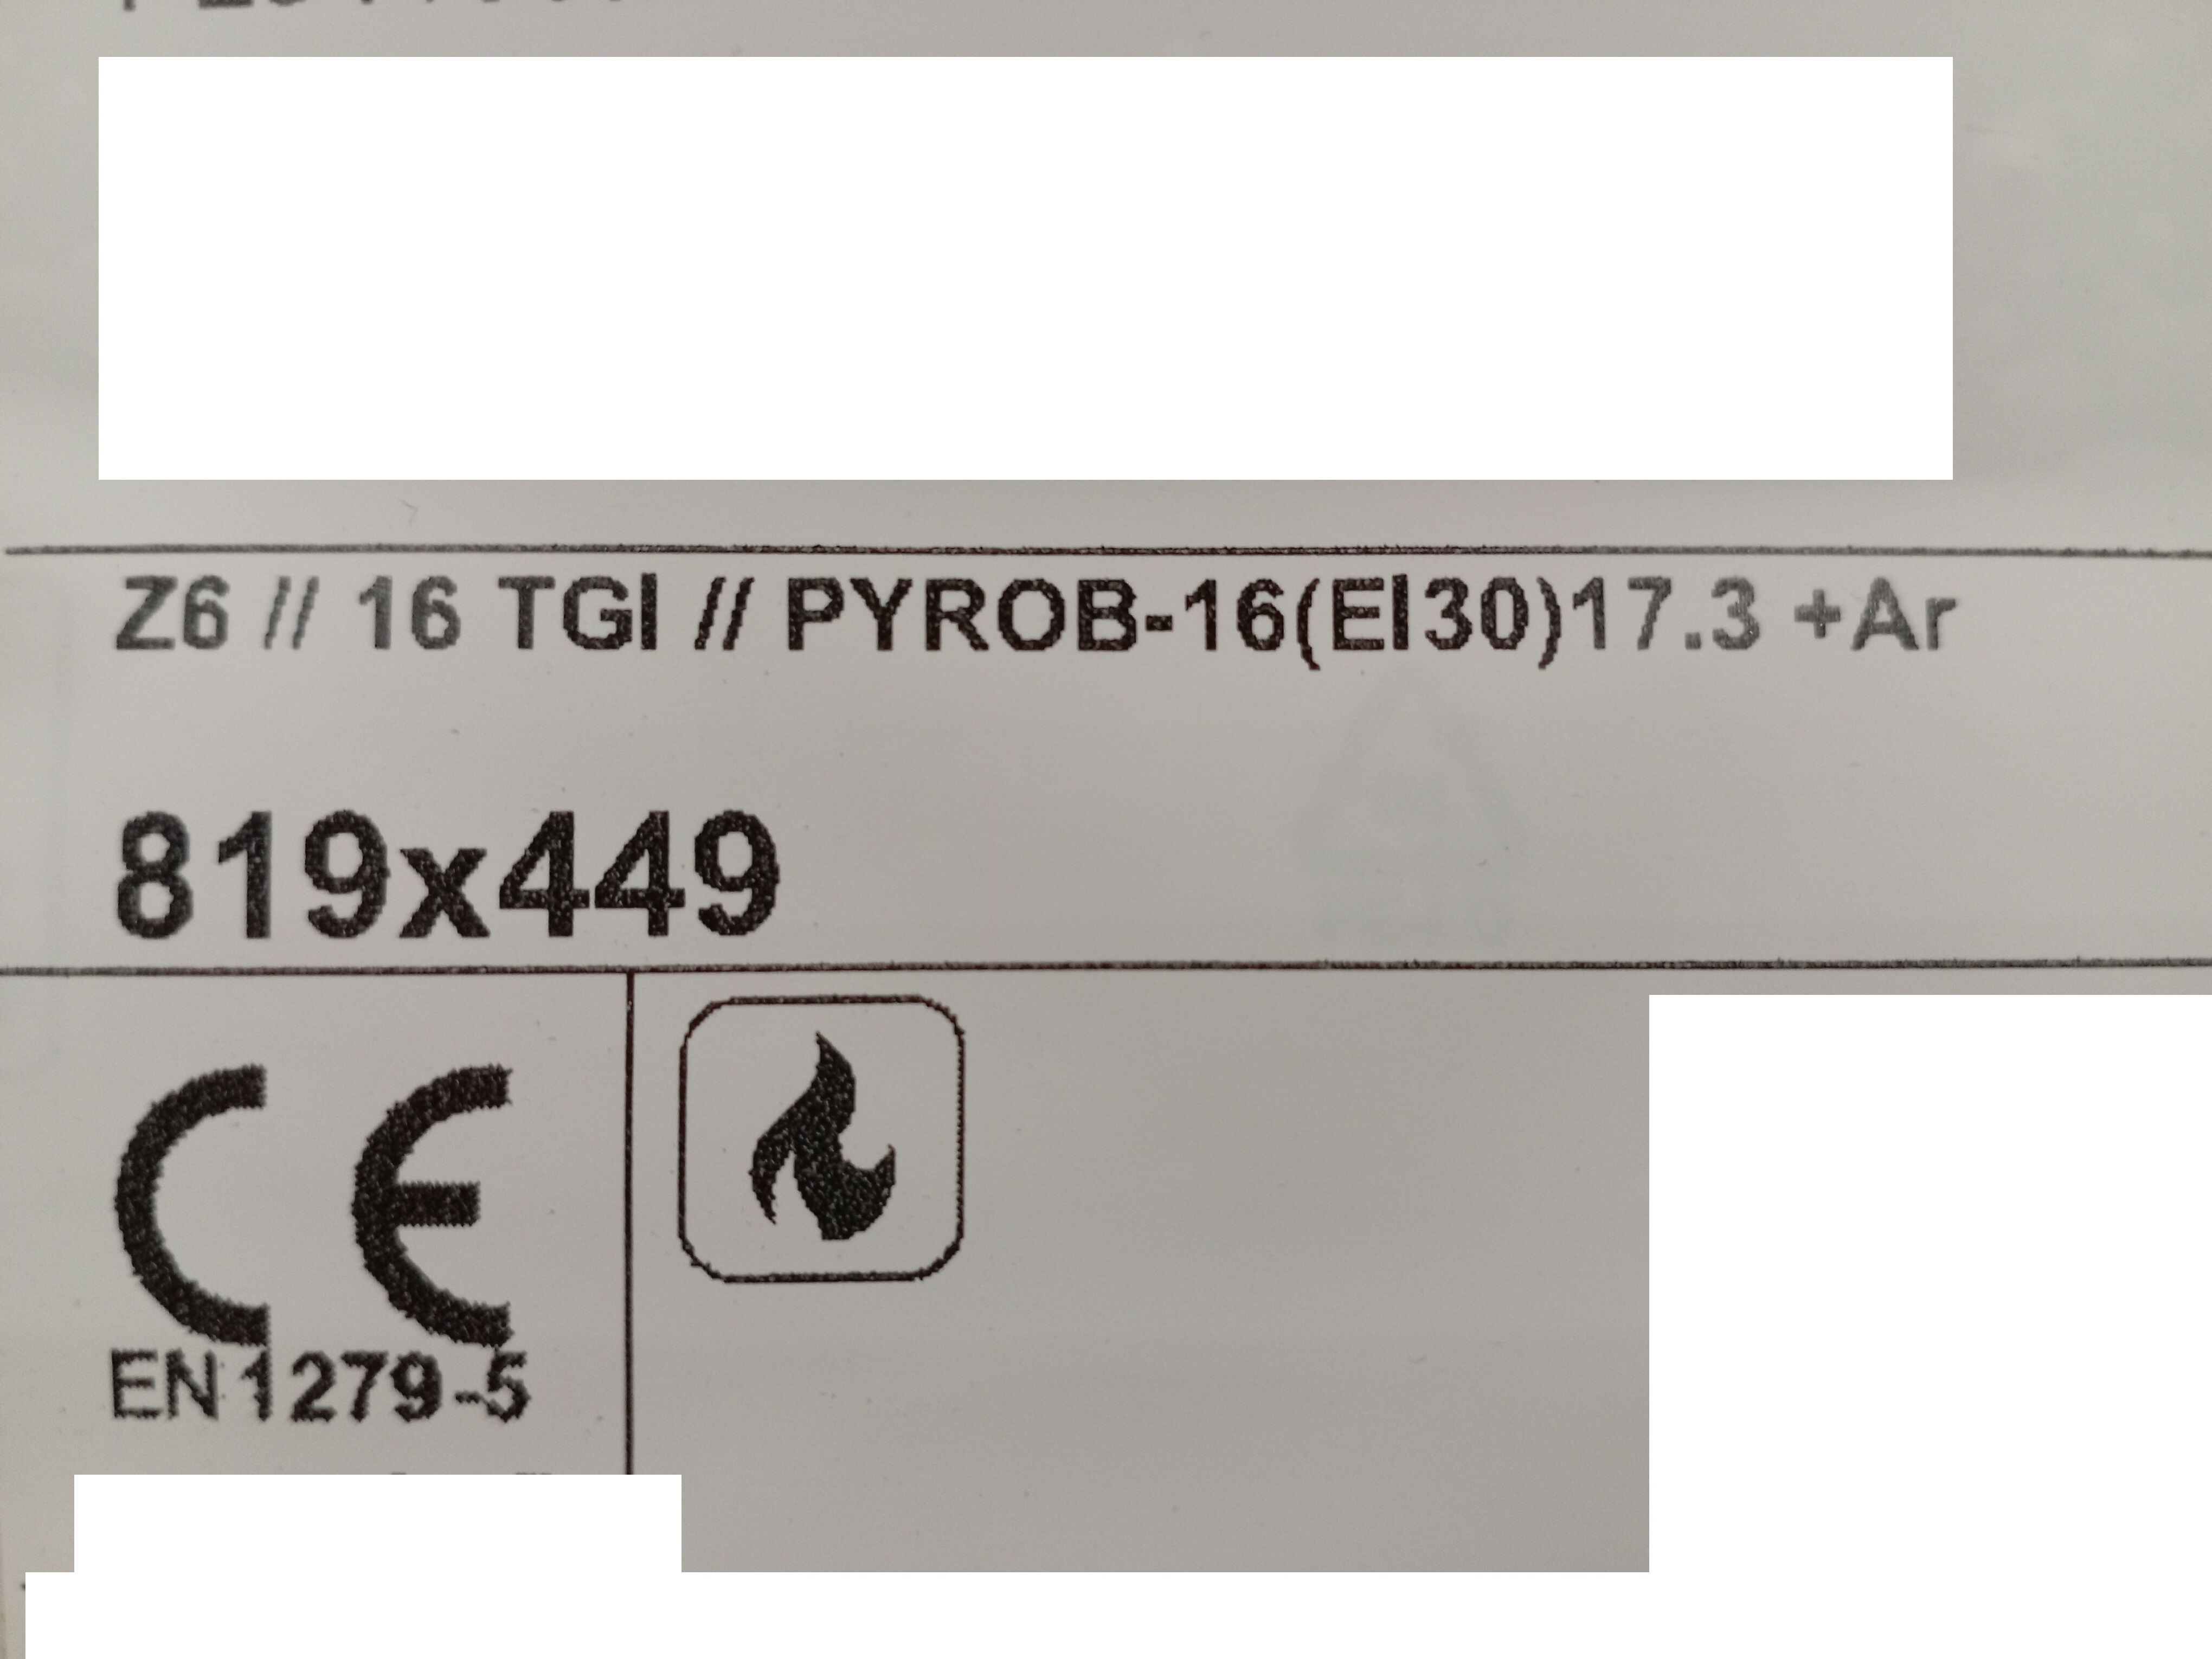 Z6 // 16 TGI // PYROB-16(EI30)17.3 +Ar
819x449
CE
EN 1279-5